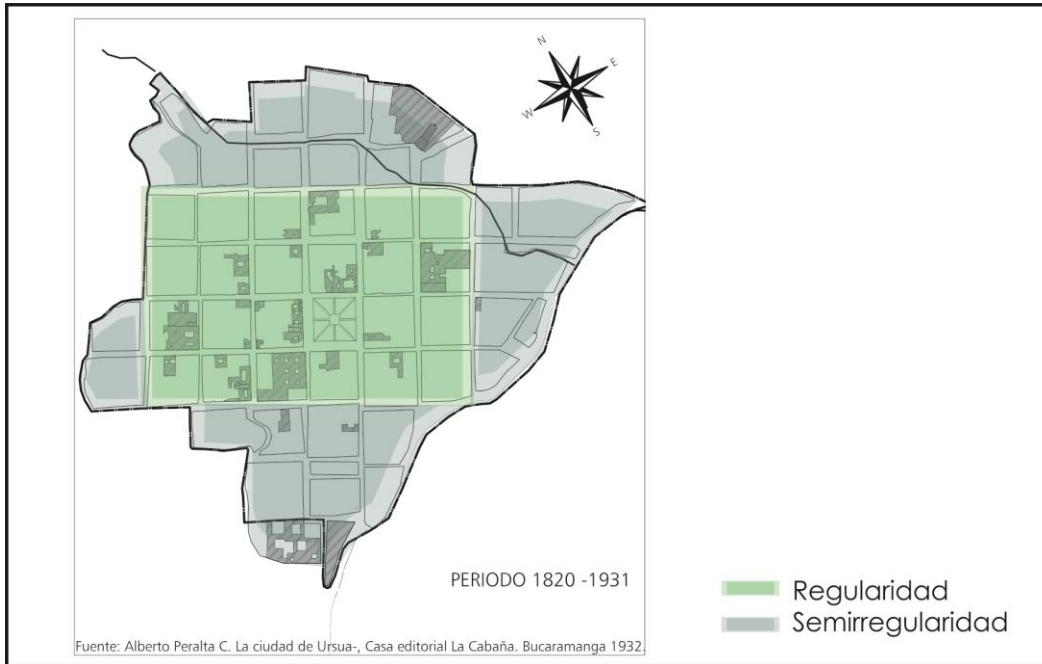 N
E
W
S
PERIODO 1820 -1931
Regularidad
Semirregularidad
Fuente: Alberto Peralta C. La ciudad de Ursua-, Casa editorial La Cabaña. Bucaramanga 1932.